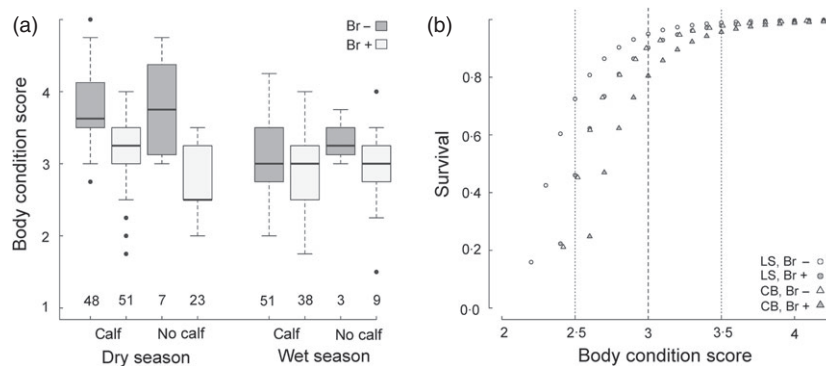 (a)
Br –
Br +
Body condition score
4
3
2
1
48 51 7 23 51 38 3 9
Calf No calf Calf No calf
Dry season Wet season
(b)
Survival
0·8
0·6
0·4
0·2
0·0
LS, Br –
LS, Br +
CB, Br –
CB, Br +
2 2·5 3 3·5 4
Body condition score